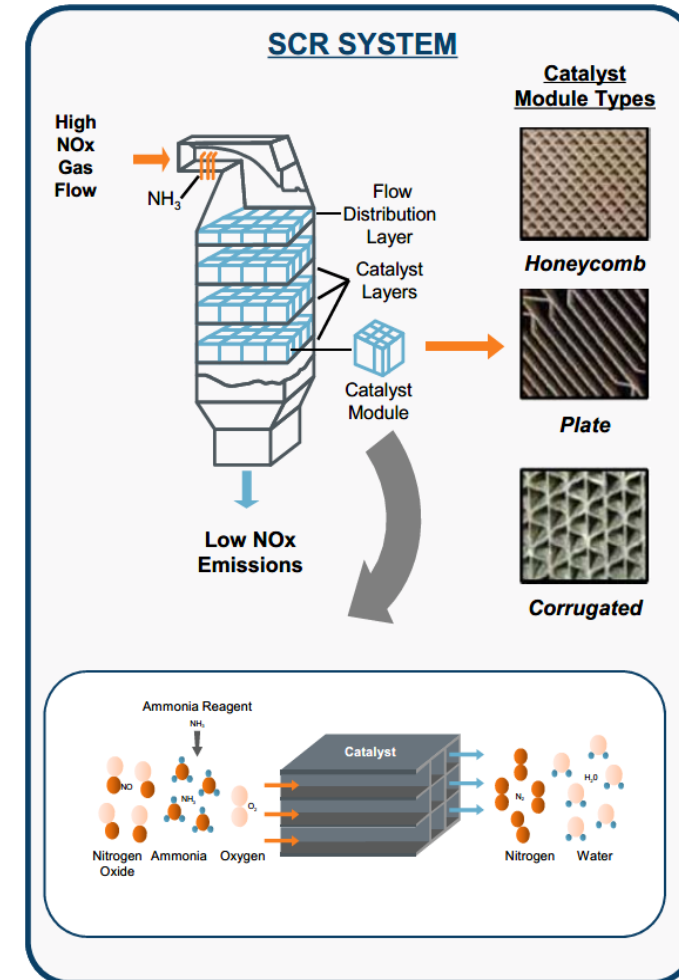 SCR SYSTEM
Catalyst
Module Types
High
NOx
Gas
Flow
NH₃
Flow
Distribution
Layer
Catalyst
Layers
Catalyst
Module
Honeycomb
Plate
Corrugated
Low NOx
Emissions
Ammonia Reagent
NH₃
Catalyst
NO
NH₃
O₂
N₂
H₂0
Nitrogen
Oxide
Ammonia
Oxygen
Nitrogen
Water